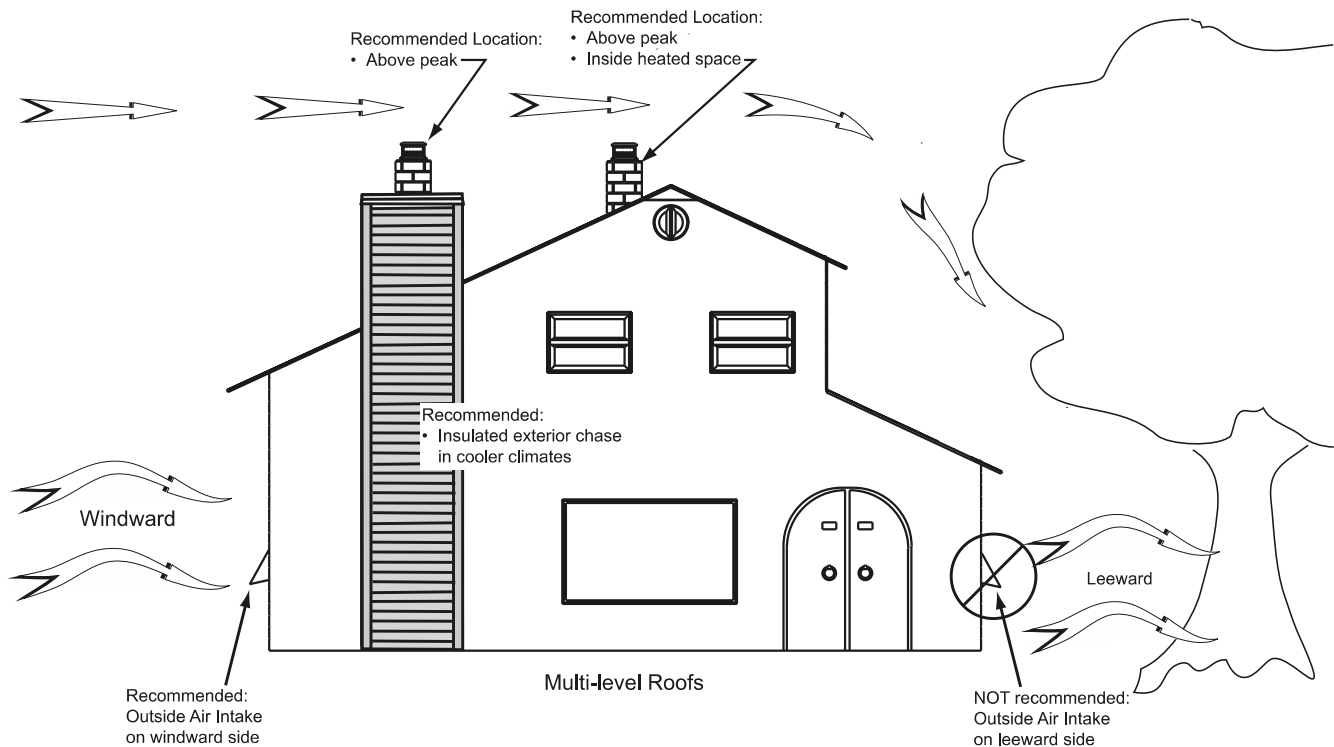 Recommended Location:
• Above peak
• Inside heated space
Recommended Location:
• Above peak
Recommended:
• Insulated exterior chase
in cooler climates
Windward
Leeward
Multi-level Roofs
Recommended:
Outside Air Intake
on windward side
NOT recommended:
Outside Air Intake
on leeward side